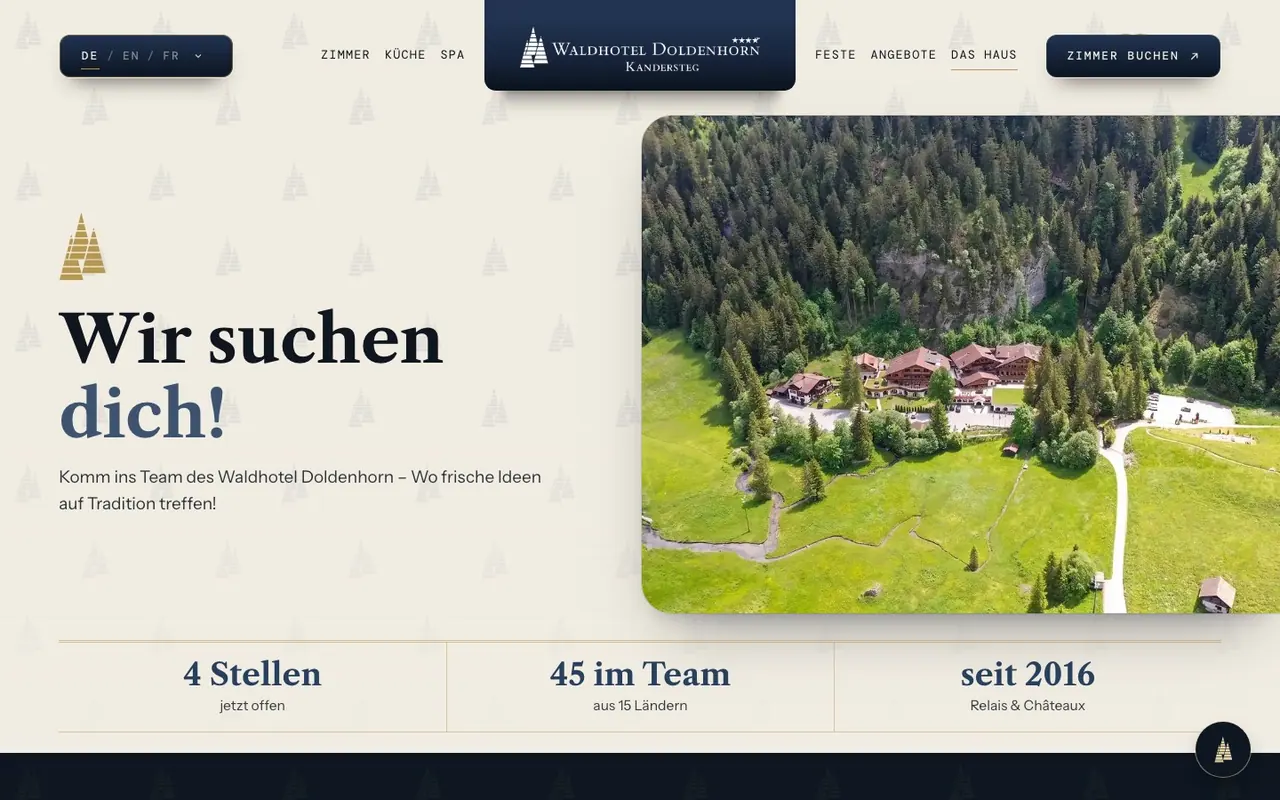 DE / EN / FR
ZIMMER KÜCHE SPA
★★★★
WALDHOTEL DOLDENHORN
KANDERSTEG
FESTE ANGEBOTE DAS HAUS
ZIMMER BUCHEN ↗
Wir suchen
dich!
Komm ins Team des Waldhotel Doldenhorn – Wo frische Ideen
auf Tradition treffen!
4 Stellen
jetzt offen
45 im Team
aus 15 Ländern
seit 2016
Relais & Châteaux